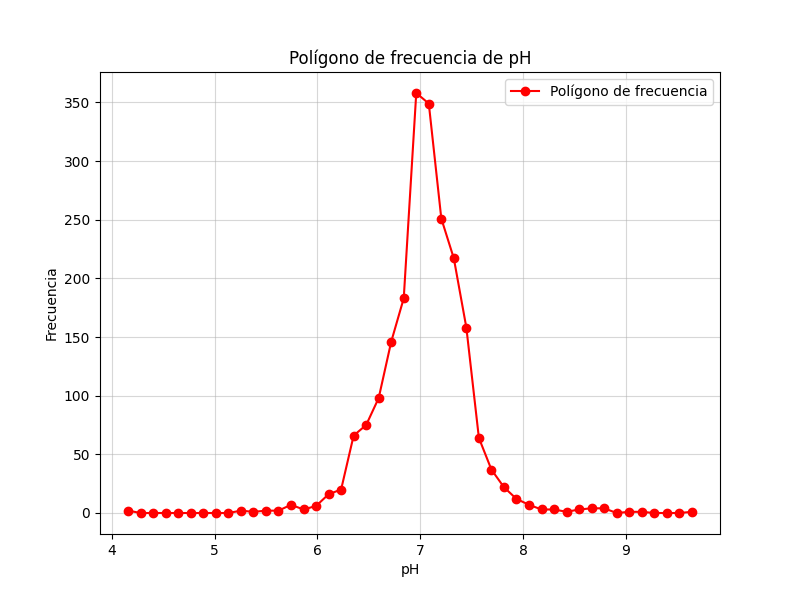 Polígono de frecuencia de pH
Polígono de frecuencia
350
300
250
200
150
100
50
0
Frecuencia
4 5 6 7 8 9
pH